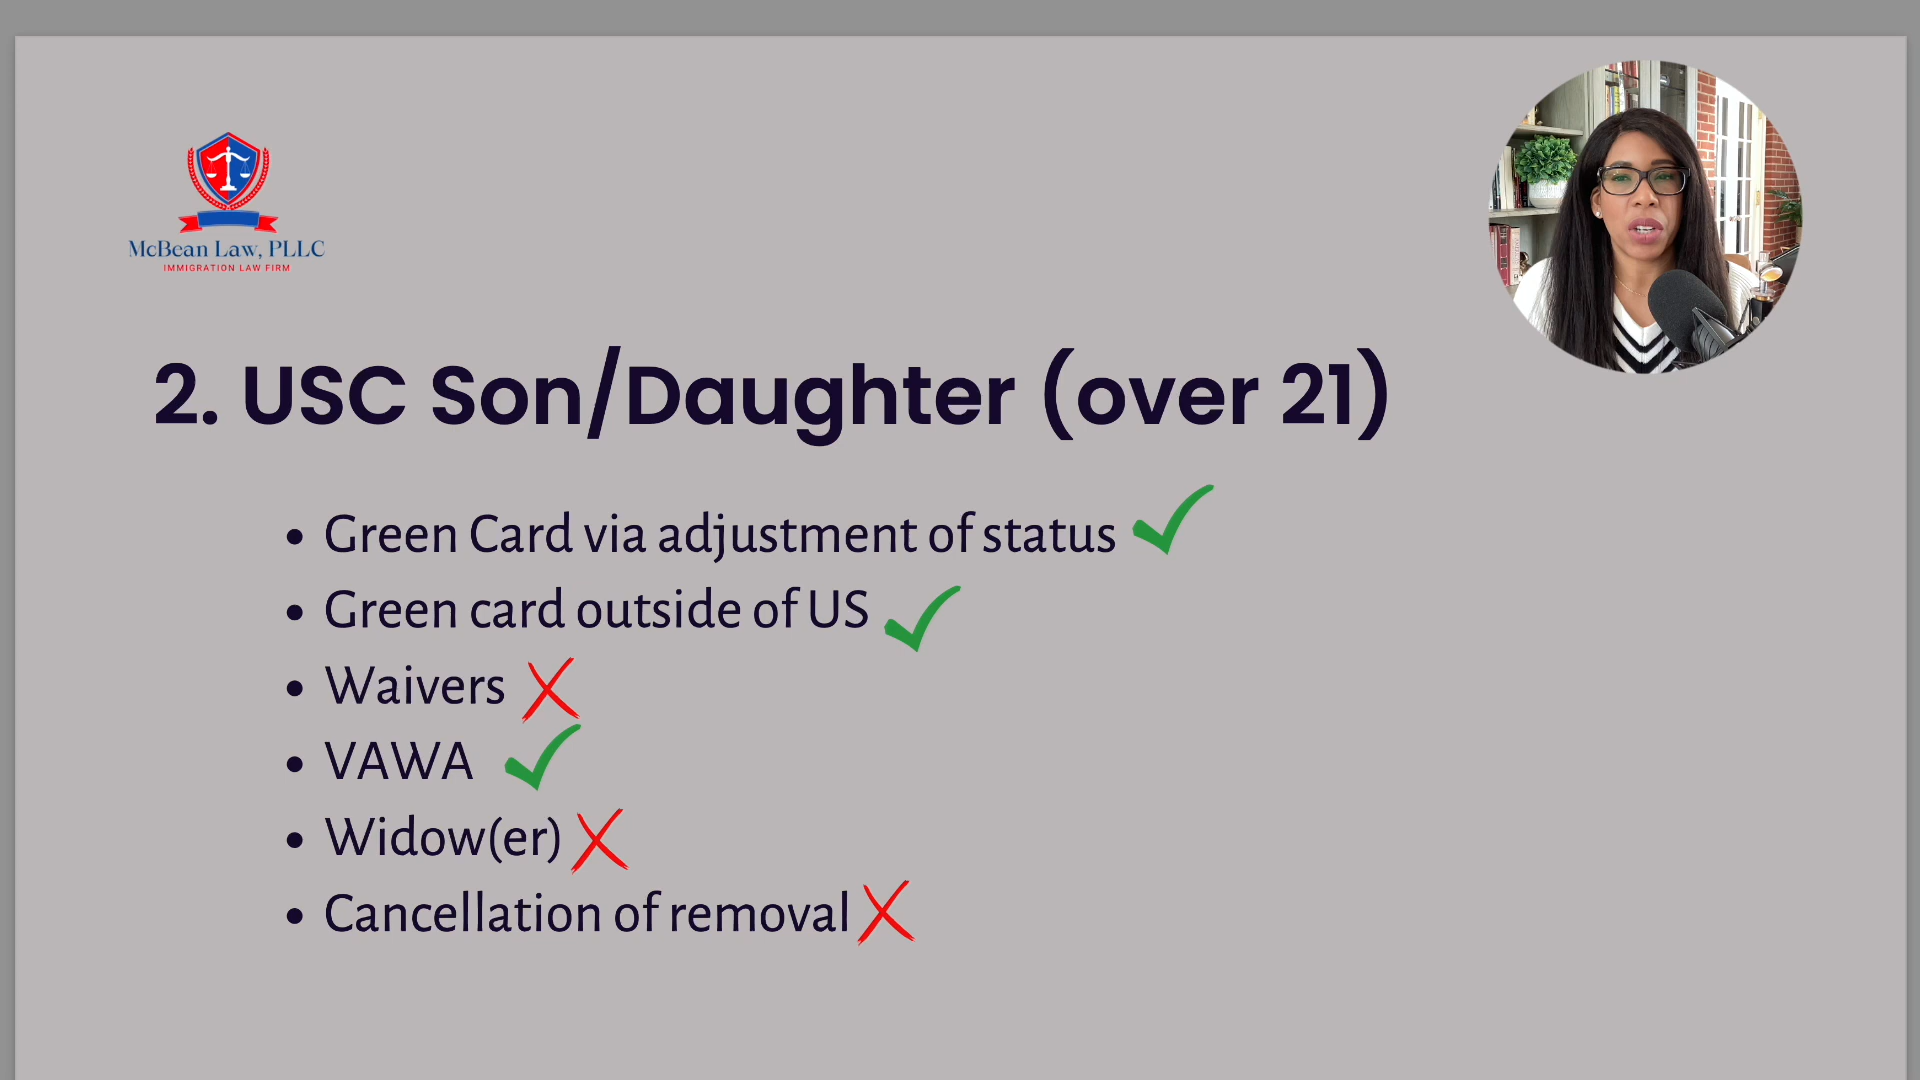 McBean Law, PLLC
IMMIGRATION LAW FIRM
2. USC Son/Daughter (over 21)
• Green Card via adjustment of status
• Green card outside of US
• Waivers
• VAWA
• Widow(er)
• Cancellation of removal